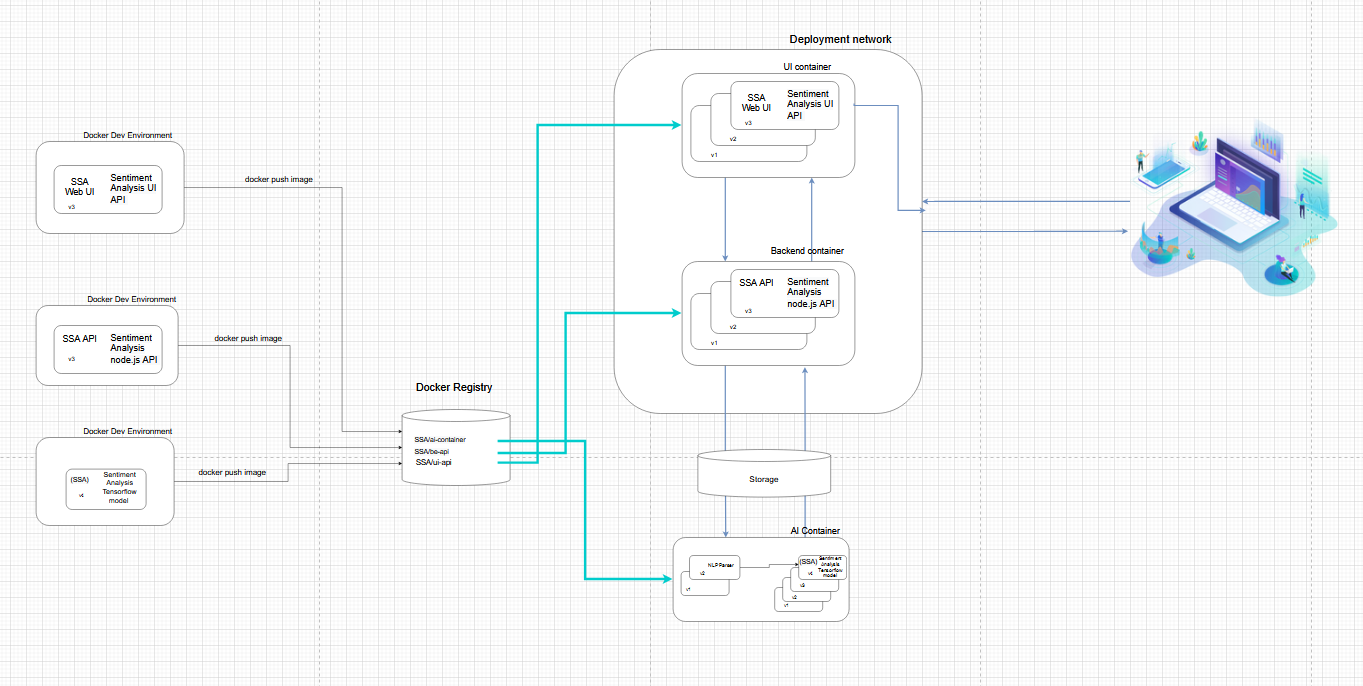 Deployment network
UI container
SSA
Web UI
v3
Sentiment
Analysis UI
API
v2
v1
Docker Dev Environment
SSA
Web UI
v3
Sentiment
Analysis UI
API
docker push image
Backend container
SSA API
v3
Sentiment
Analysis
node.js API
v2
v1
Docker Dev Environment
SSA API
v3
Sentiment
Analysis
node.js API
docker push image
Docker Registry
SSA/ai-container
SSA/be-api
SSA/ui-api
Docker Dev Environment
(SSA)
Sentiment
Analysis
Tensorflow
model
docker push image
Storage
AI Container
NLP Parser
v2
v1
(SSA)
Sentiment
Analysis
Tensorflow
model
v3
v2
v1